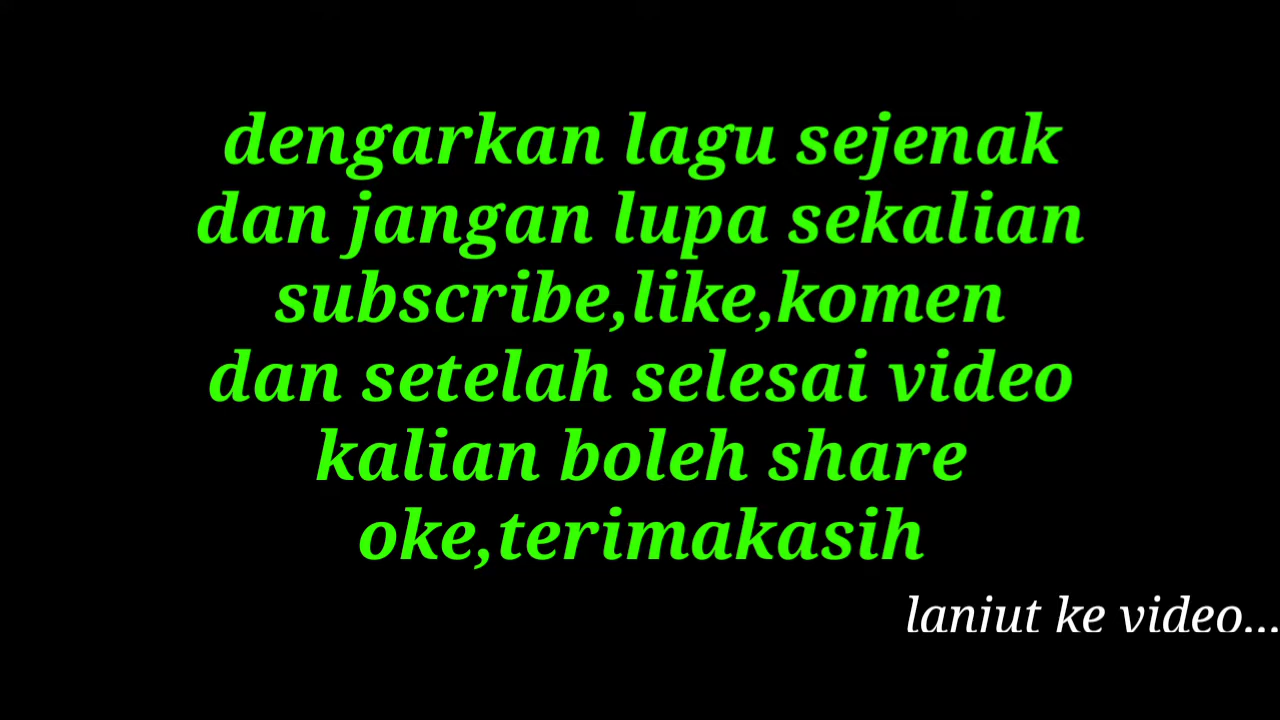 dengarkan lagu sejenak
dan jangan lupa sekalian
subscribe,like,komen
dan setelah selesai video
kalian boleh share
oke,terimakasih
lanjut ke video...